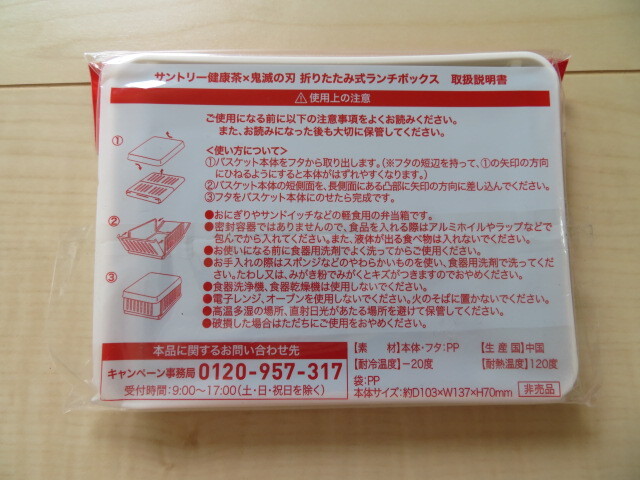 サントリー健康茶×鬼滅の刃 折りたたみ式ランチボックス 取扱説明書
⚠使用上の注意
ご使用になる前に以下の注意事項をよくお読みください。
また、お読みになった後も大切に保管してください。
<使い方について>
①バスケット本体をフタから取り出します。(※フタの短辺を持って、①の矢印の方向
にひねるようにすると本体がはずれやすくなります。)
②バスケット本体の短側面を、長側面にある凸部に矢印の方向に差し込んでください。
③フタをバスケット本体にのせたら完成です。
●おにぎりやサンドイッチなどの軽食用の弁当箱です。
●密封容器ではありませんので、食品を入れる際はアルミホイルやラップなどで
包んでから入れてください。また、液体が出る食べ物は入れないでください。
●お使いになる前に食器用洗剤でよく洗ってからご使用ください。
●お手入れの際はスポンジなどのやわらかいものを使い、食器用洗剤で洗ってくだ
さい。たわし又は、みがき粉でみがくとキズがつきますのでおやめください。
●食器洗浄機、食器乾燥機は使用しないでください。
●電子レンジ、オーブンを使用しないでください。火のそばに置かないでください。
●高温多湿の場所、直射日光があたる場所を避けて保管してください。
●破損した場合はただちにご使用をおやめください。
①
②
③
本品に関するお問い合わせ先
キャンペーン事務局 0120-957-317
受付時間:9:00~17:00(土・日・祝日を除く)
【素 材】本体・フタ:PP 【生 産 国】中国
【耐冷温度】-20度 【耐熱温度】120度
袋:PP
本体サイズ:約D103×W137×H70mm 非売品